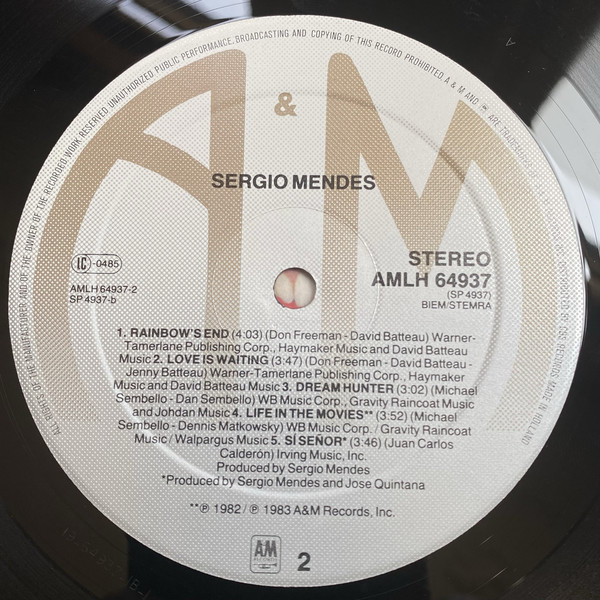 ALL RIGHTS OF THE MANUFACTURER AND OF THE OWNER OF THE RECORDED WORK RESERVED. UNAUTHORIZED PUBLIC PERFORMANCE, BROADCASTING AND COPYING OF THIS RECORD PROHIBITED. A & M AND ARE TRADEMARKS DISTRIBUTED BY CBS RECORDS MADE IN HOLLAND
A & M
SERGIO MENDES
LC-0485
AMLH 64937-2
SP 4937-b
STEREO
AMLH 64937
(SP 4937)
BIEM/STEMRA
1. RAINBOW'S END (4:03) (Don Freeman - David Batteau) Warner-
Tamerlane Publishing Corp., Haymaker Music and David Batteau
Music 2. LOVE IS WAITING (3:47) (Don Freeman - David Batteau -
Jenny Batteau) Warner-Tamerlane Publishing Corp., Haymaker
Music and David Batteau Music 3. DREAM HUNTER (3:02) (Michael
Sembello - Dan Sembello) WB Music Corp., Gravity Raincoat Music
and Johdan Music 4. LIFE IN THE MOVIES** (3:52) (Michael
Sembello - Dennis Matkowsky) WB Music Corp. / Gravity Raincoat
Music / Walpargus Music 5. SÍ SEÑOR* (3:46) (Juan Carlos
Calderón) Irving Music, Inc.
Produced by Sergio Mendes
*Produced by Sergio Mendes and Jose Quintana
**℗ 1982 / ℗ 1983 A&M Records, Inc.
A&M
RECORDS
2